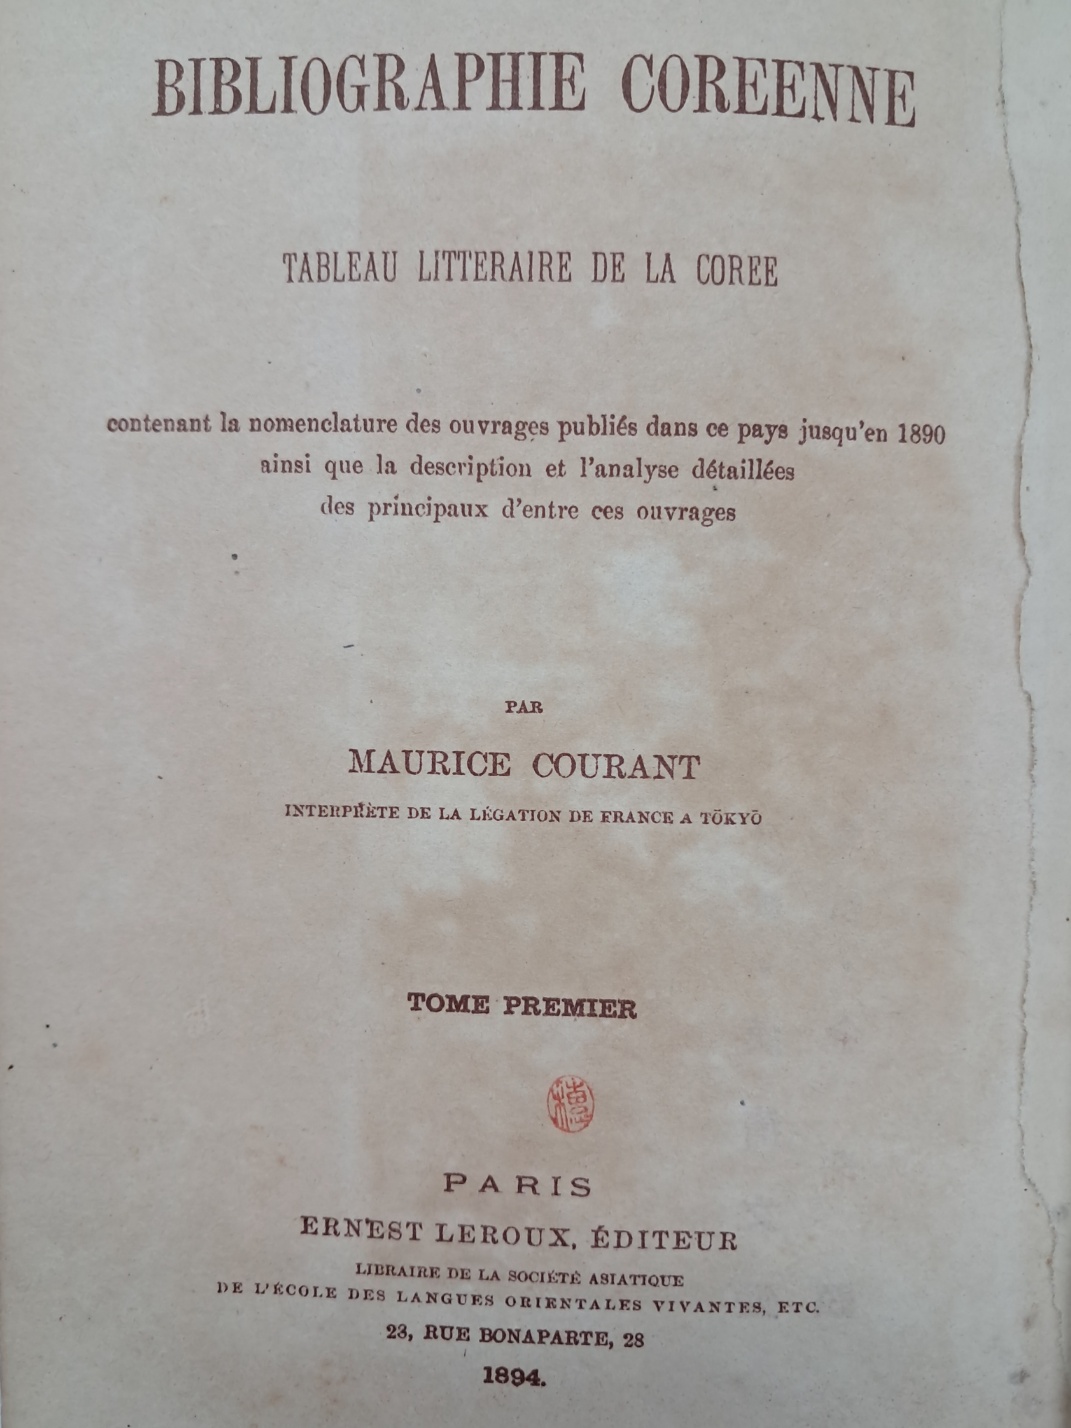 BIBLIOGRAPHIE COREENNE
TABLEAU LITTERAIRE DE LA COREE
contenant la nomenclature des ouvrages publiés dans ce pays jusqu'en 1890
ainsi que la description et l'analyse détaillées
des principaux d'entre ces ouvrages
PAR
MAURICE COURANT
INTERPRÈTE DE LA LÉGATION DE FRANCE A TŌKYŌ
TOME PREMIER
PARIS
ERNEST LEROUX, ÉDITEUR
LIBRAIRE DE LA SOCIÉTÉ ASIATIQUE
DE L'ÉCOLE DES LANGUES ORIENTALES VIVANTES, ETC.
23, RUE BONAPARTE, 28
1894.